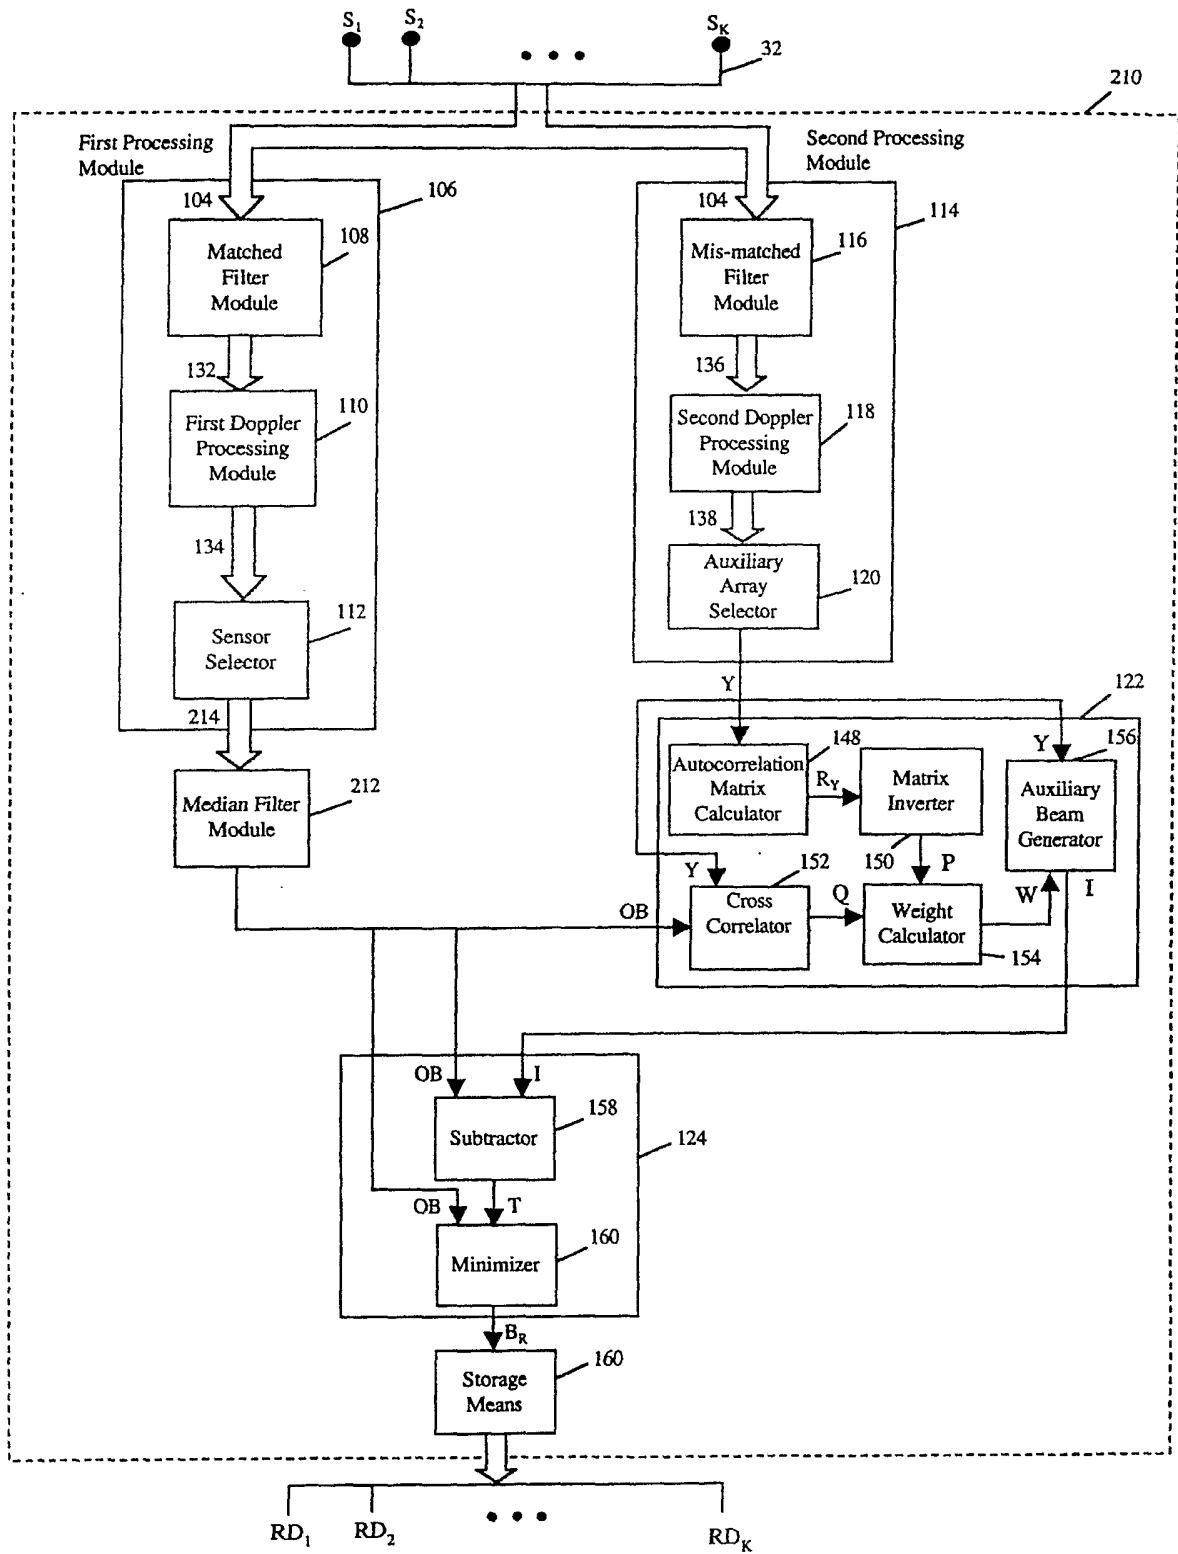 S1 S2 SK
32
210
First Processing
Module
Second Processing
Module
104
106
104
114
Matched
Filter
Module
108
Mis-matched
Filter
Module
116
132
136
First Doppler
Processing
Module
110
Second Doppler
Processing
Module
118
134
138
Auxiliary
Array
Selector
120
Sensor
Selector
112
214
Y
122
Median Filter
Module
212
Autocorrelation
Matrix
Calculator
148
RY
Matrix
Inverter
150
Y
156
Auxiliary
Beam
Generator
Y
152
P
W
I
OB
Cross
Correlator
Q
Weight
Calculator
154
OB
I
158
Subtractor
124
OB
T
160
Minimizer
BR
160
Storage
Means
RD1 RD2 RDK